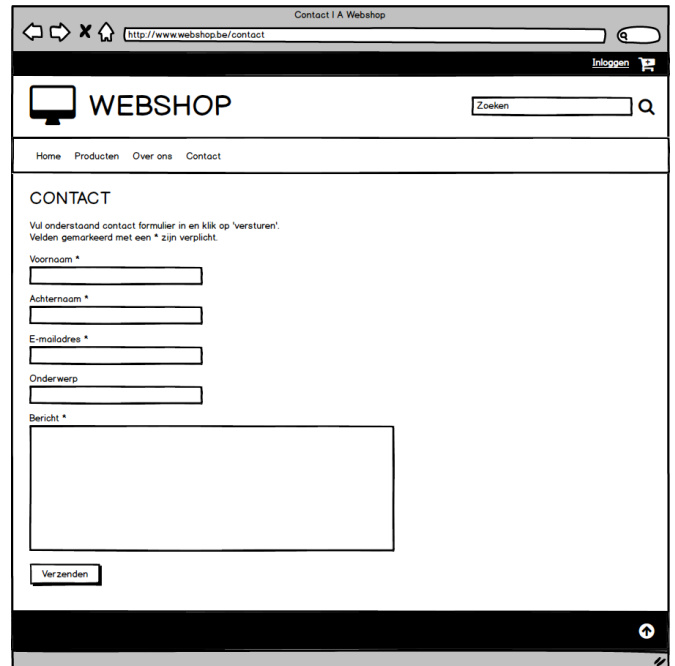 Contact | A Webshop
http://www.webshop.be/contact
Inloggen
WEBSHOP
Zoeken
Home Producten Over ons Contact
CONTACT
Vul onderstaand contact formulier in en klik op 'versturen'.
Velden gemarkeerd met een * zijn verplicht.
Voornaam *
Achternaam *
E-mailadres *
Onderwerp
Bericht *
Verzenden